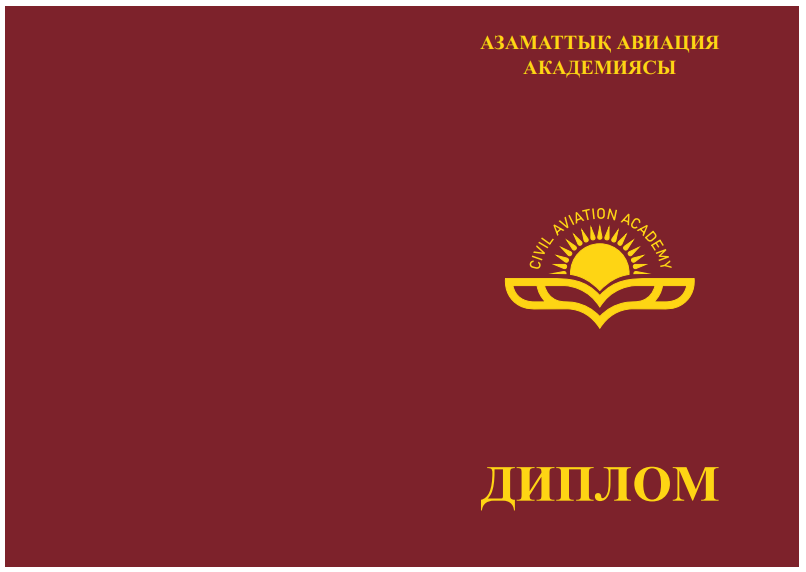 АЗАМАТТЫҚ АВИАЦИЯ
АКАДЕМИЯСЫ
CIVIL AVIATION ACADEMY
ДИПЛОМ